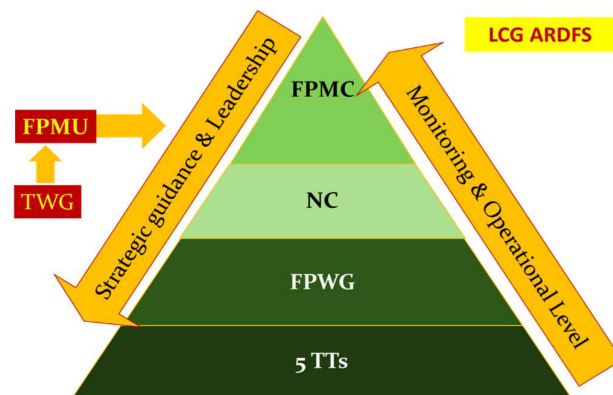 LCG ARDFS
FPMC
Strategic guidance & Leadership
Monitoring & Operational Level
FPMU
TWG
NC
FPWG
5 TTs